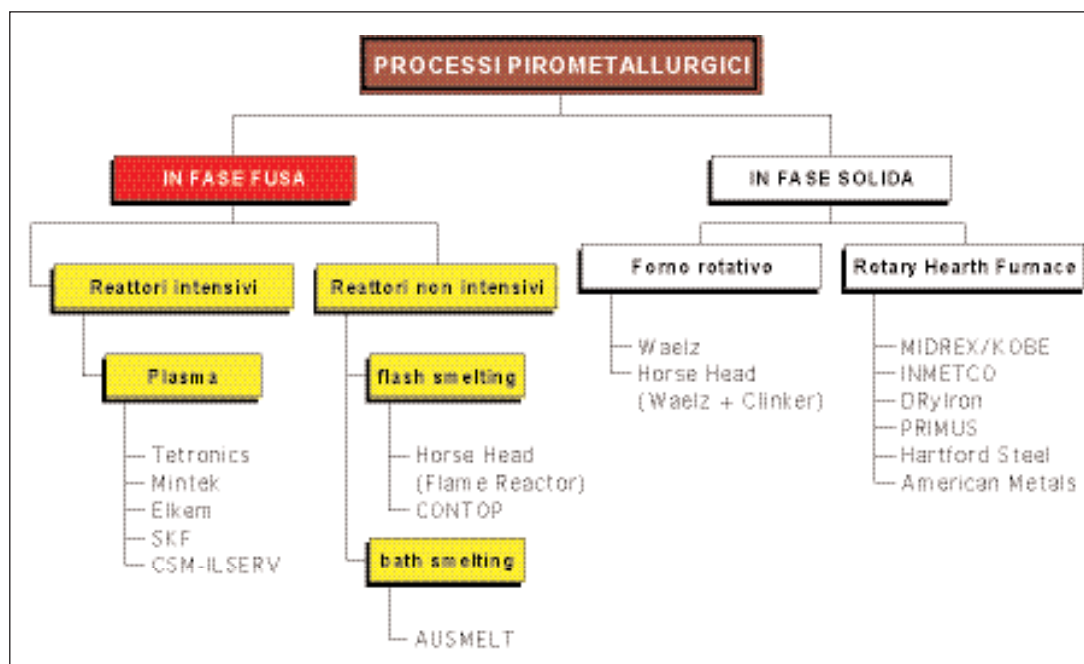 PROCESSI PIROMETALLURGICI
IN FASE FUSA
IN FASE SOLIDA
Reattori intensivi
Reattori non intensivi
Forno rotativo
Rotary Hearth Furnace
Plasma
flash smelting
Waelz
Horse Head
(Waelz + Clinker)
MIDREX/KOBE
INMETCO
DRyIron
PRIMUS
Hartford Steel
American Metals
Tetronics
Mintek
Elkem
SKF
CSM-ILSERV
Horse Head
(Flame Reactor)
CONTOP
bath smelting
AUSMELT